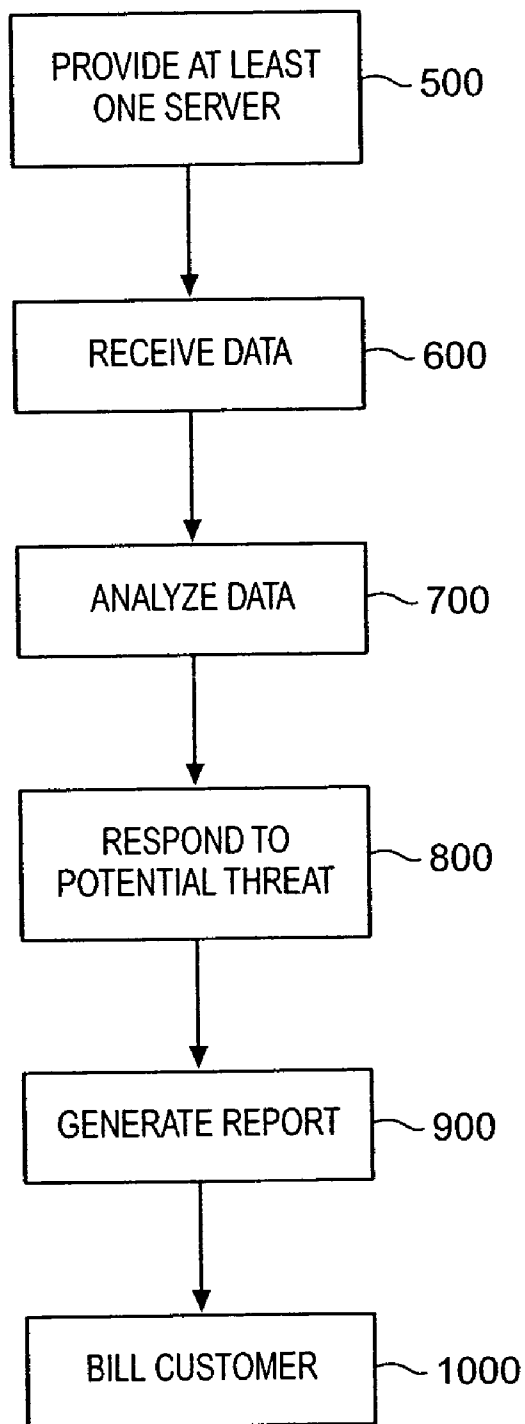 PROVIDE AT LEAST
ONE SERVER
500
RECEIVE DATA
600
ANALYZE DATA
700
RESPOND TO
POTENTIAL THREAT
800
GENERATE REPORT
900
BILL CUSTOMER
1000